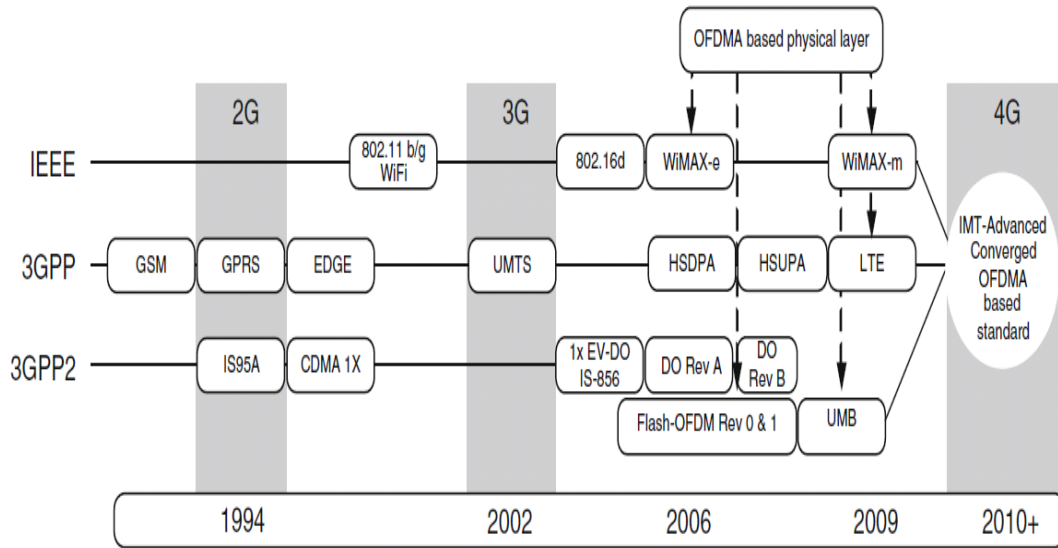 OFDMA based physical layer
2G
3G
4G
IEEE
802.11 b/g
WiFi
802.16d
WiMAX-e
WiMAX-m
3GPP
GSM
GPRS
EDGE
UMTS
HSDPA
HSUPA
LTE
IMT-Advanced
Converged
OFDMA
based
standard
3GPP2
IS95A
CDMA 1X
1x EV-DO
IS-856
DO Rev A
DO
Rev B
Flash-OFDM Rev 0 & 1
UMB
1994
2002
2006
2009
2010+